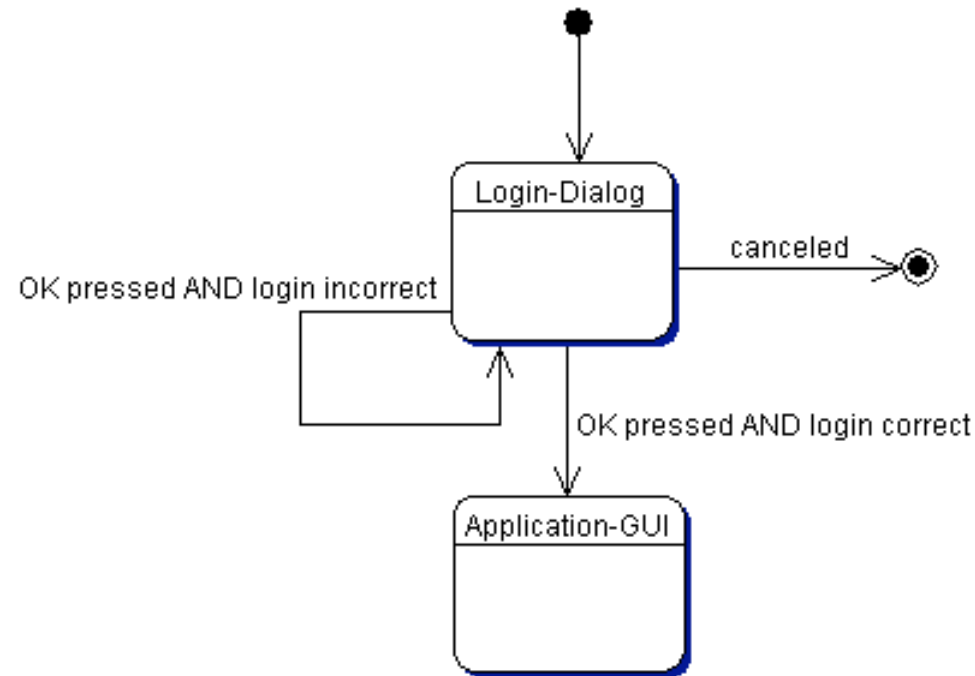 Login-Dialog
canceled
OK pressed AND login incorrect
OK pressed AND login correct
Application-GUI